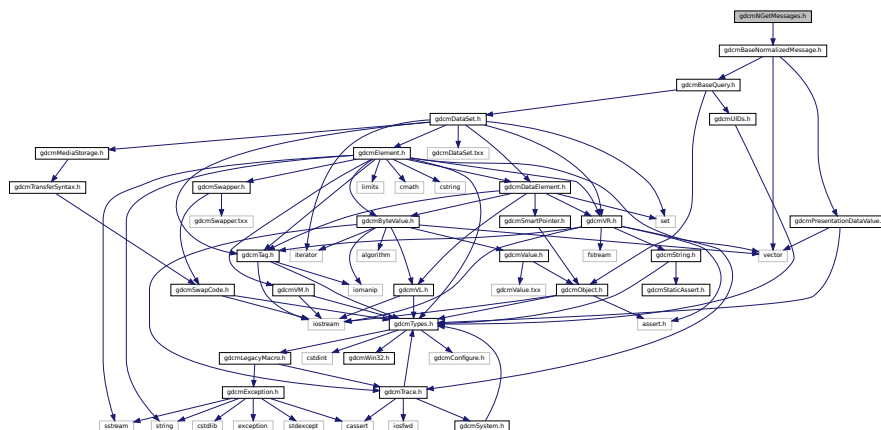 gdcmNGetMessages.h
gdcmBaseNormalizedMessage.h
gdcmBaseQuery.h
gdcmDataSet.h
gdcmUIDs.h
gdcmMediaStorage.h
gdcmElement.h
gdcmDataSet.txx
gdcmTransferSyntax.h
gdcmSwapper.h
limits
cmath
cstring
gdcmDataElement.h
gdcmSwapper.txx
gdcmByteValue.h
gdcmSmartPointer.h
gdcmVR.h
set
gdcmPresentationDataValue.h
gdcmTag.h
iterator
algorithm
gdcmValue.h
fstream
gdcmString.h
vector
gdcmSwapCode.h
gdcmVM.h
iomanip
gdcmVL.h
gdcmValue.txx
gdcmObject.h
gdcmStaticAssert.h
iostream
gdcmTypes.h
assert.h
gdcmLegacyMacro.h
cstdint
gdcmWin32.h
gdcmConfigure.h
gdcmException.h
gdcmTrace.h
sstream
string
cstdlib
exception
stdexcept
cassert
iosfwd
gdcmSystem.h